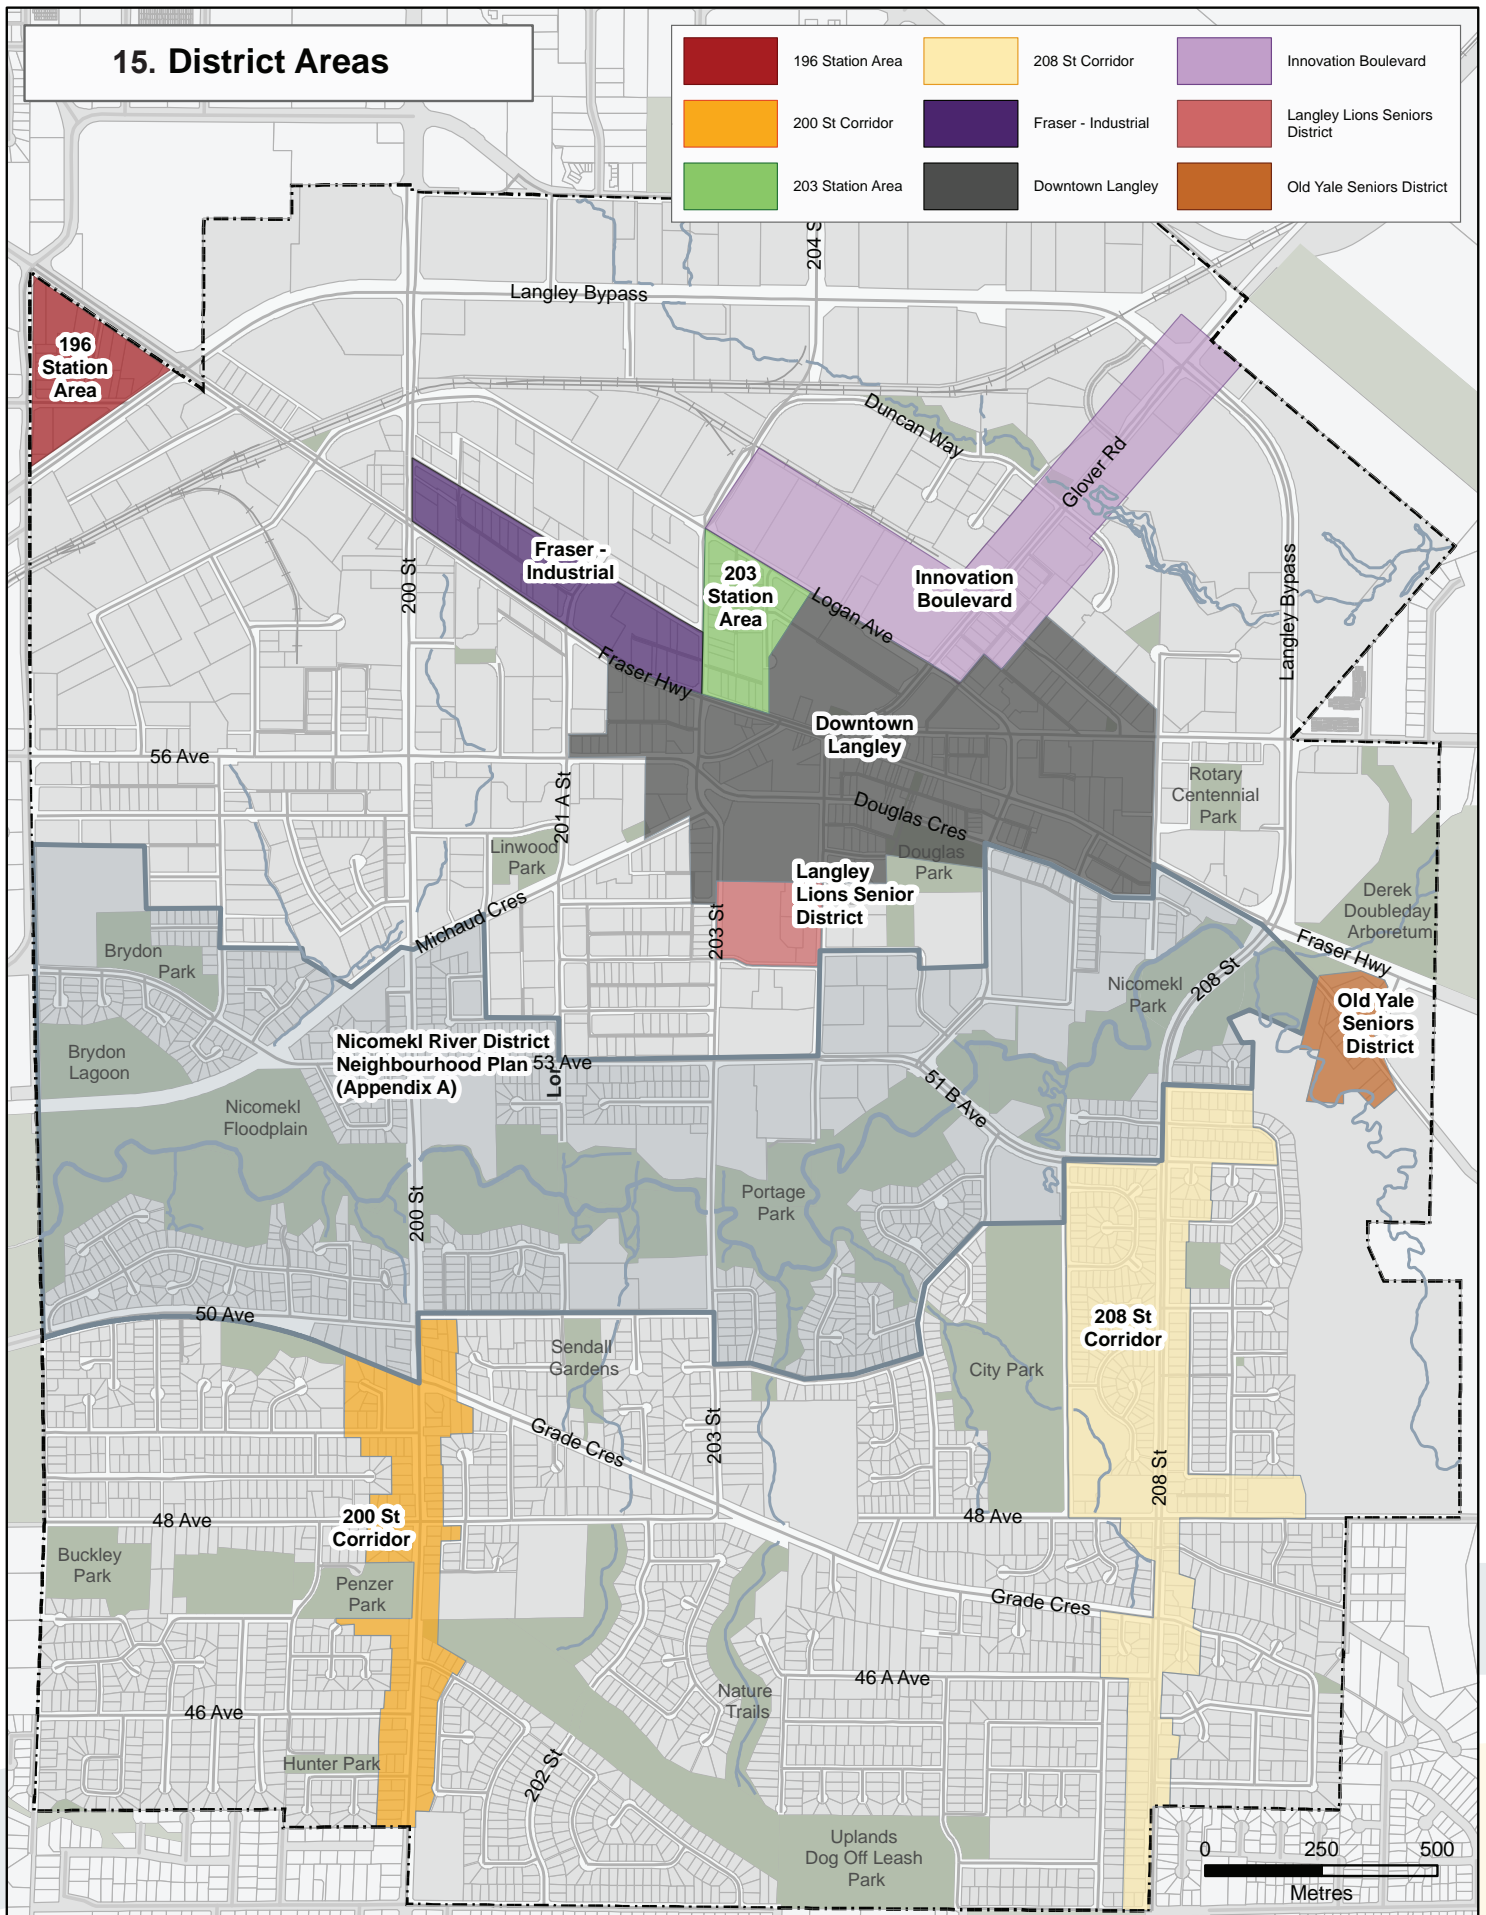 15. District Areas
196 Station Area
208 St Corridor
Innovation Boulevard
200 St Corridor
Fraser - Industrial
Langley Lions Seniors
District
203 Station Area
Downtown Langley
Old Yale Seniors District
204 S
Langley Bypass
196
Station
Area
Duncan Way
Glover Rd
Fraser -
Industrial
203
Station
Area
Innovation
Boulevard
Logan Ave
200 St
Langley Bypass
Fraser Hwy
Downtown
Langley
56 Ave
201 A St
Rotary
Centennial
Park
Douglas Cres
Linwood
Park
Douglas
Park
Langley
Lions Senior
District
Derek
Doubleday
Arboretum
Michaud Cres
203 St
Brydon
Park
Fraser Hwy
208 St
Nicomekl
Park
Old Yale
Seniors
District
Nicomekl River District
Neighbourhood Plan
(Appendix A)
53 Ave
Lor
Brydon
Lagoon
51 B Ave
Nicomekl
Floodplain
Portage
Park
200 St
50 Ave
208 St
Corridor
Sendall
Gardens
City Park
Grade Cres
203 St
208 St
48 Ave
200 St
Corridor
48 Ave
Buckley
Park
Penzer
Park
Grade Cres
46 A Ave
Nature
Trails
46 Ave
Hunter Park
202 St
Uplands
Dog Off Leash
Park
0 250 500
Metres